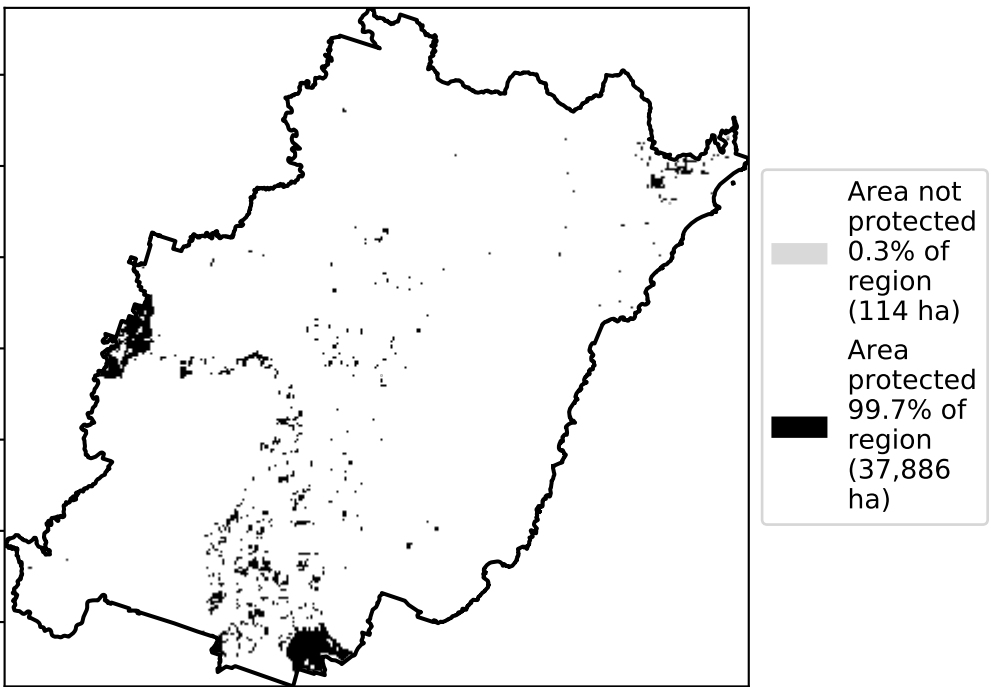 Area not
protected
0.3% of
region
(114 ha)
Area
protected
99.7% of
region
(37,886
ha)